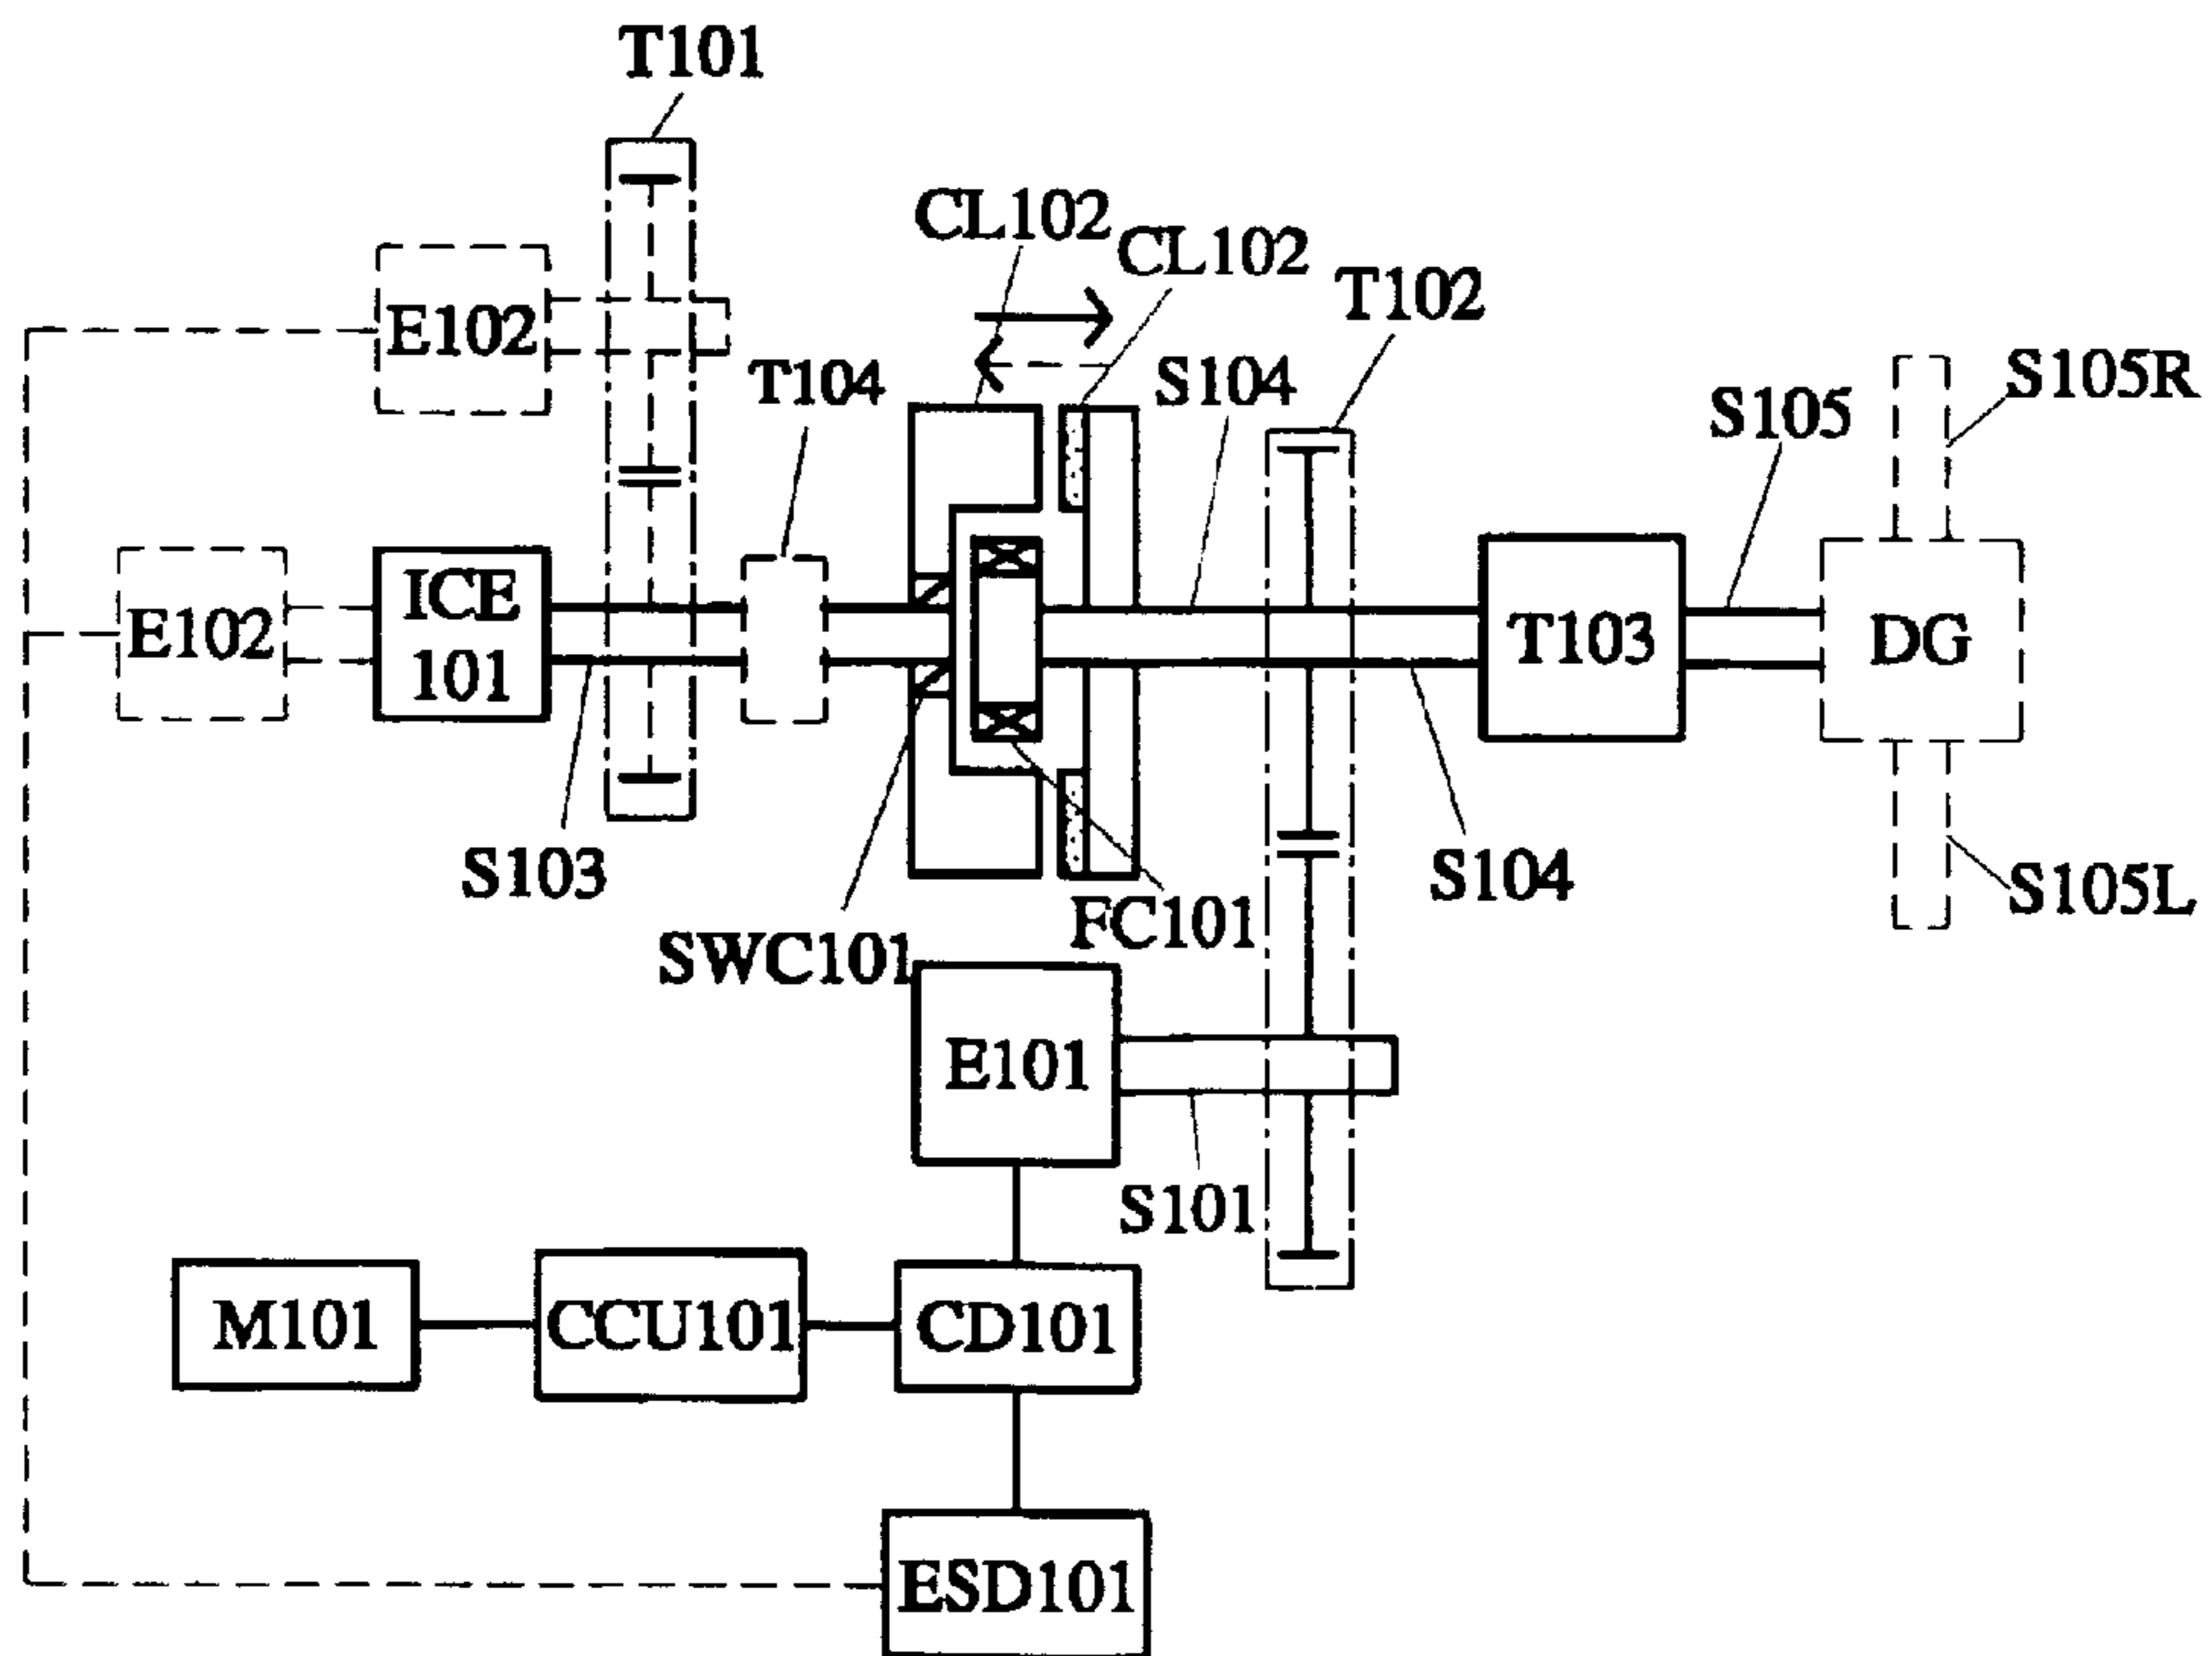 T101
CL102
CL102
T102
E102
T104
S104
S105R
S105
E102
ICE
101
T103
DG
S103
S104
S105L
FC101
SWC101
E101
S101
M101
CCU101
CD101
ESD101